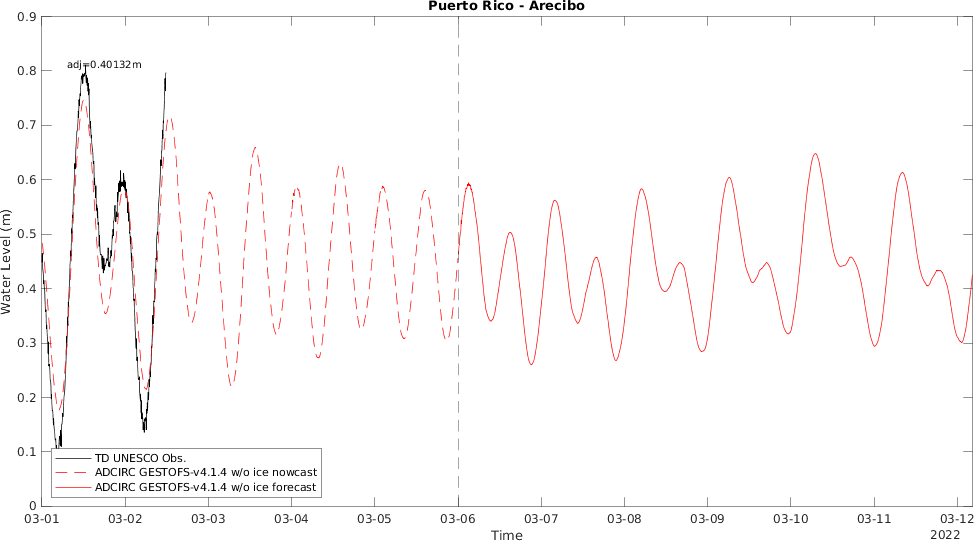 Puerto Rico - Arecibo
0.9
0.8
0.7
0.6
0.5
0.4
0.3
0.2
0.1
0
Water Level (m)
adj=0.40132m
TD UNESCO Obs.
ADCIRC GESTOFS-v4.1.4 w/o ice nowcast
ADCIRC GESTOFS-v4.1.4 w/o ice forecast
03-01 03-02 03-03 03-04 03-05 03-06 03-07 03-08 03-09 03-10 03-11 03-12
Time
2022